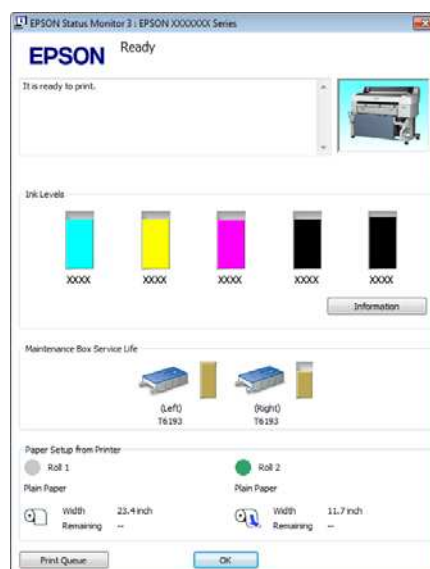 EPSON Status Monitor 3 : EPSON XXXXXXX Series
EPSON
Ready
It is ready to print.
Ink Levels
XXXX XXXX XXXX XXXX XXXX
Information
Maintenance Box Service Life
(Left) (Right)
T6193 T6193
Paper Setup from Printer
Roll 1 Roll 2
Plain Paper Plain Paper
Width 23.4 inch Width 11.7 inch
Remaining -- Remaining --
Print Queue OK